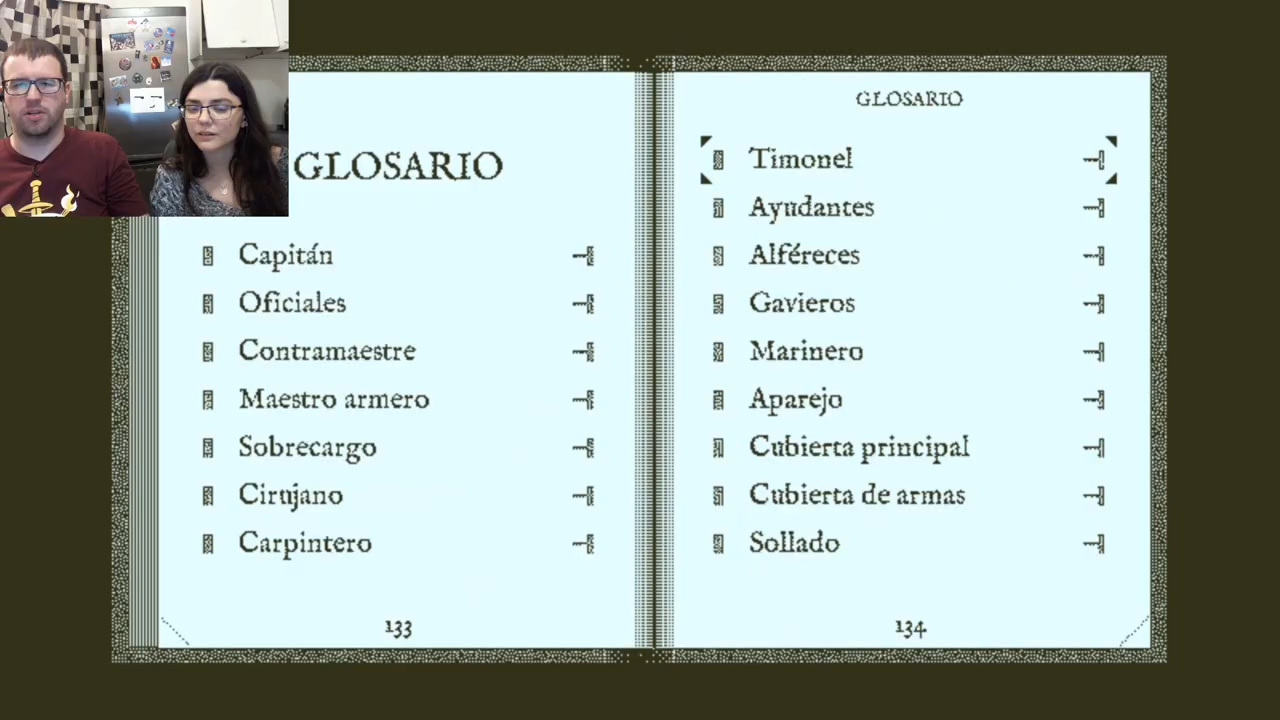 GLOSARIO
Capitán
Oficiales
Contramaestre
Maestro armero
Sobrecargo
Cirujano
Carpintero
133
GLOSARIO
Timonel
Ayudantes
Alféreces
Gavieros
Marinero
Aparejo
Cubierta principal
Cubierta de armas
Sollado
134